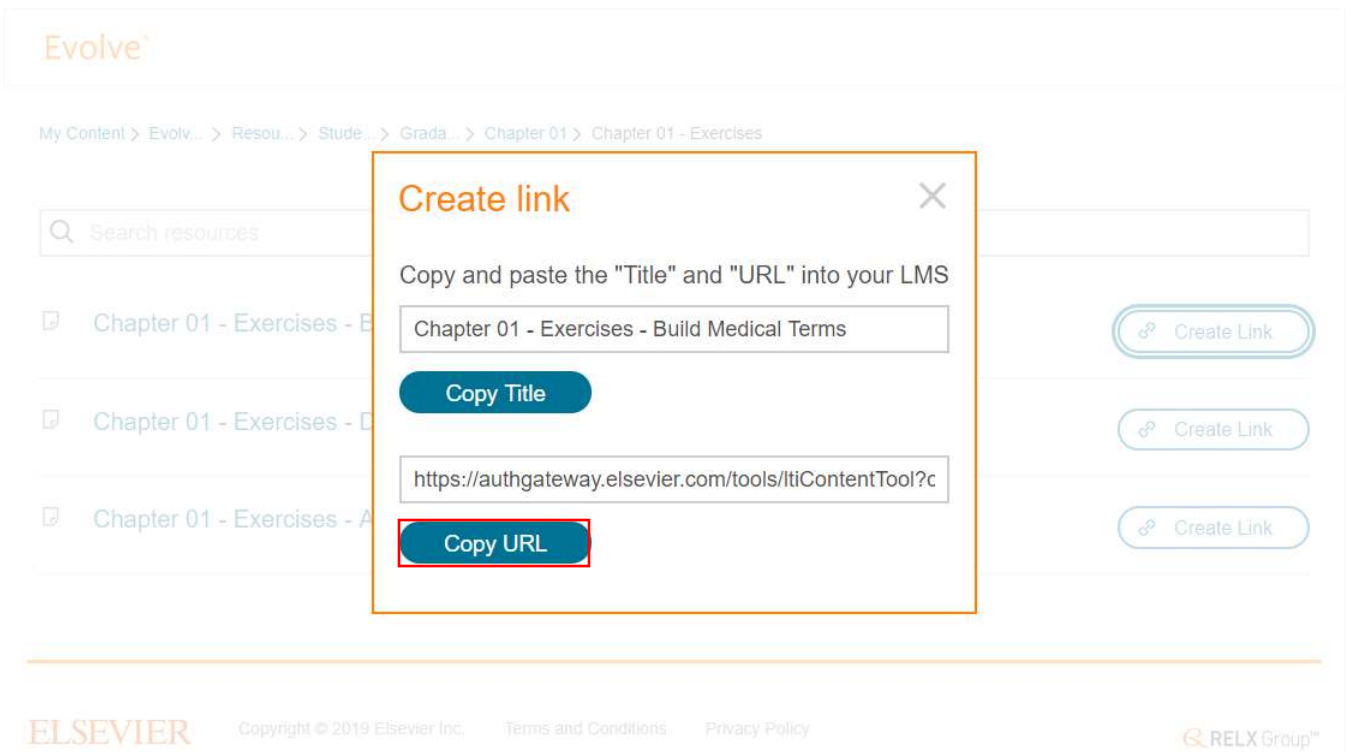 Evolve™
My Content > Evolv... > Resou... > Stude... > Grada... > Chapter 01 > Chapter 01 - Exercises
Search resources
Create link
Copy and paste the "Title" and "URL" into your LMS
Chapter 01 - Exercises - Build Medical Terms
Copy Title
https://authgateway.elsevier.com/tools/ltiContentTool?c
Copy URL
Chapter 01 - Exercises - B
Create Link
Chapter 01 - Exercises - D
Create Link
Chapter 01 - Exercises - A
Create Link
ELSEVIER
Copyright © 2019 Elsevier Inc. Terms and Conditions Privacy Policy
RELX Group™